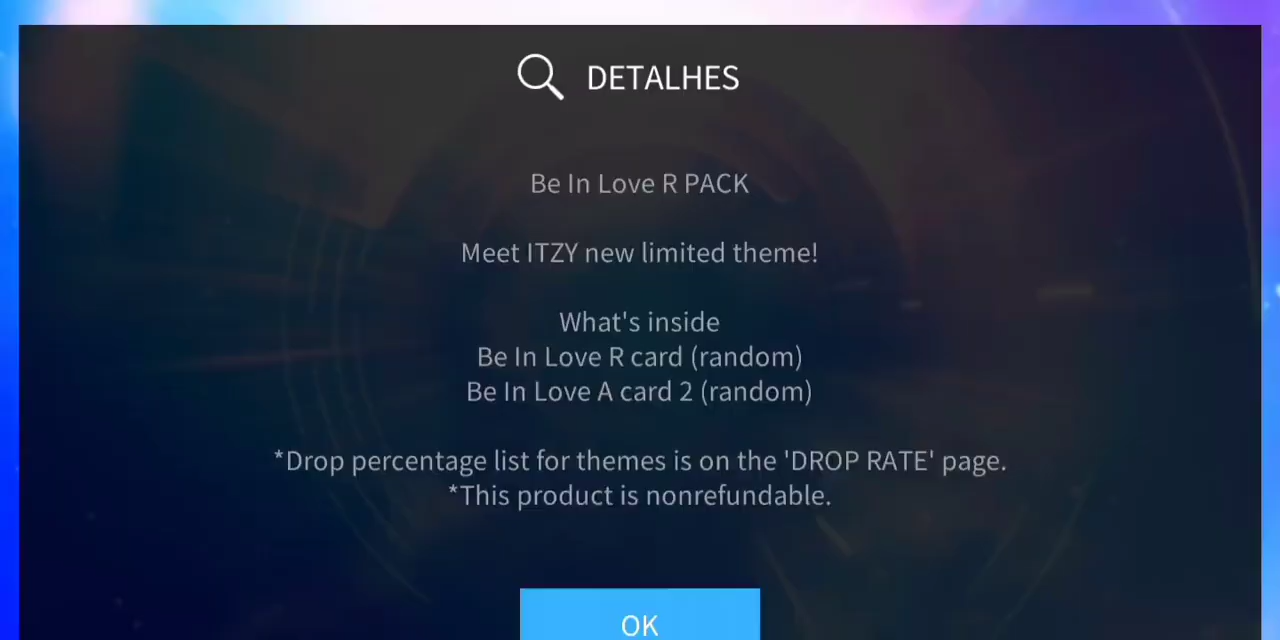 DETALHES
Be In Love R PACK
Meet ITZY new limited theme!
What's inside
Be In Love R card (random)
Be In Love A card 2 (random)
*Drop percentage list for themes is on the 'DROP RATE' page.
*This product is nonrefundable.
OK